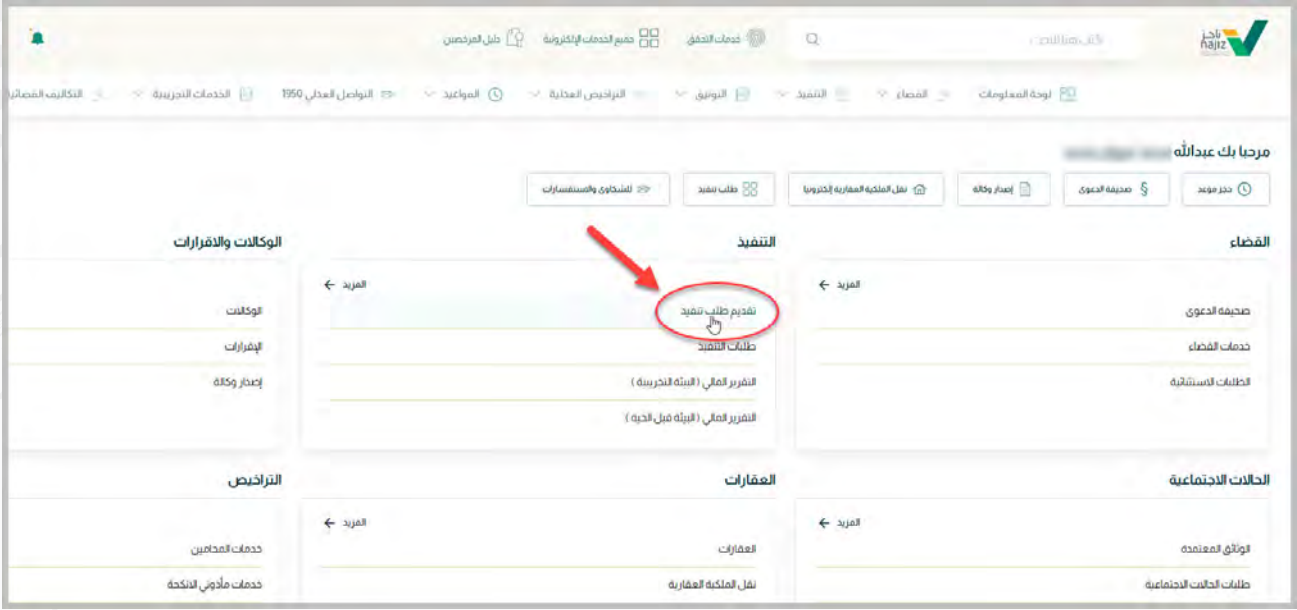 ناجز
najiz
خدمات التحقق
جميع الخدمات الإلكترونية
دليل المرخصين
لوحة المعلومات
القضاء
التنفيذ
التوثيق
التراخيص العدلية
المواعيد
التواصل العدلي 1950
الخدمات التجريبية
التكاليف القضائية
مرحبا بك عبدالله
حجز موعد
صحيفة الدعوى
إصدار وكالة
نقل الملكية العقارية إلكترونيا
طلب تنفيذ
للشكاوى والاستفسارات
القضاء
المزيد
صحيفة الدعوى
خدمات القضاء
الطلبات الاستثنائية
التنفيذ
المزيد
تقديم طلب تنفيذ
طلبات التنفيذ
التقرير المالي ( البيئة التجريبية )
التقرير المالي ( البيئة قبل الحية )
الوكالات والاقرارات
الوكالات
الإقرارات
إصدار وكالة
الحالات الاجتماعية
المزيد
الوثائق المعتمدة
طلبات الحالات الاجتماعية
العقارات
المزيد
العقارات
نقل الملكية العقارية
التراخيص
خدمات المحامين
خدمات مأذوني الانكحة